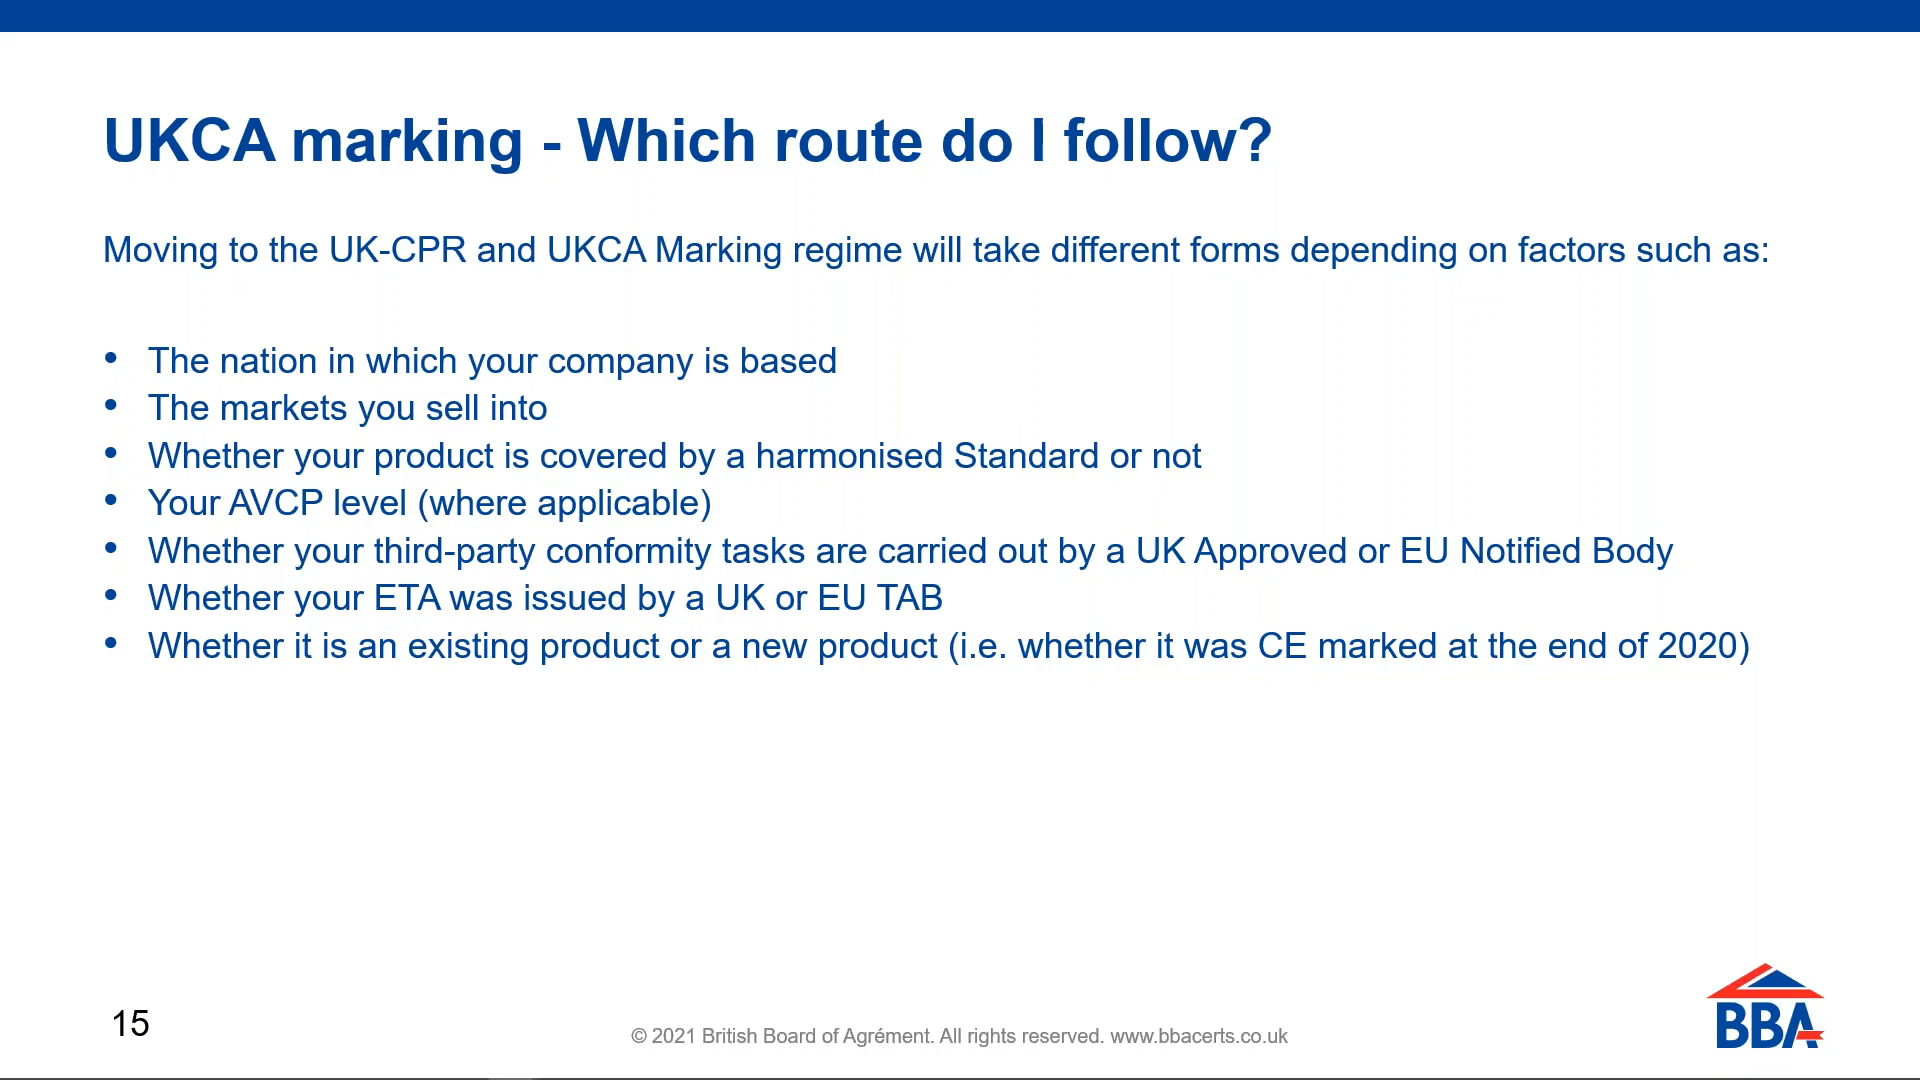 UKCA marking - Which route do I follow?
Moving to the UK-CPR and UKCA Marking regime will take different forms depending on factors such as:
• The nation in which your company is based
• The markets you sell into
• Whether your product is covered by a harmonised Standard or not
• Your AVCP level (where applicable)
• Whether your third-party conformity tasks are carried out by a UK Approved or EU Notified Body
• Whether your ETA was issued by a UK or EU TAB
• Whether it is an existing product or a new product (i.e. whether it was CE marked at the end of 2020)
15
© 2021 British Board of Agrément. All rights reserved. www.bbacerts.co.uk
BBA